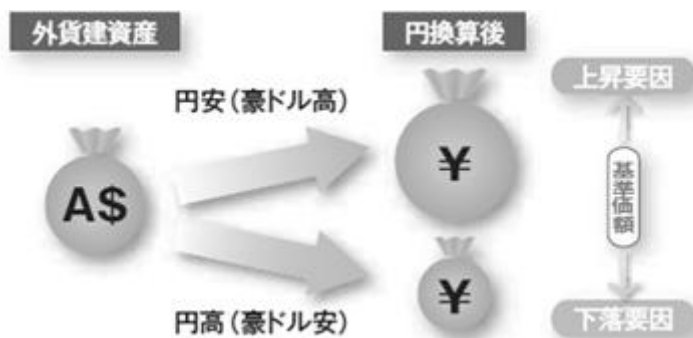 外貨建資産
円換算後
上昇要因
円安(豪ドル高)
A$
¥
基準価額
¥
円高(豪ドル安)
下落要因